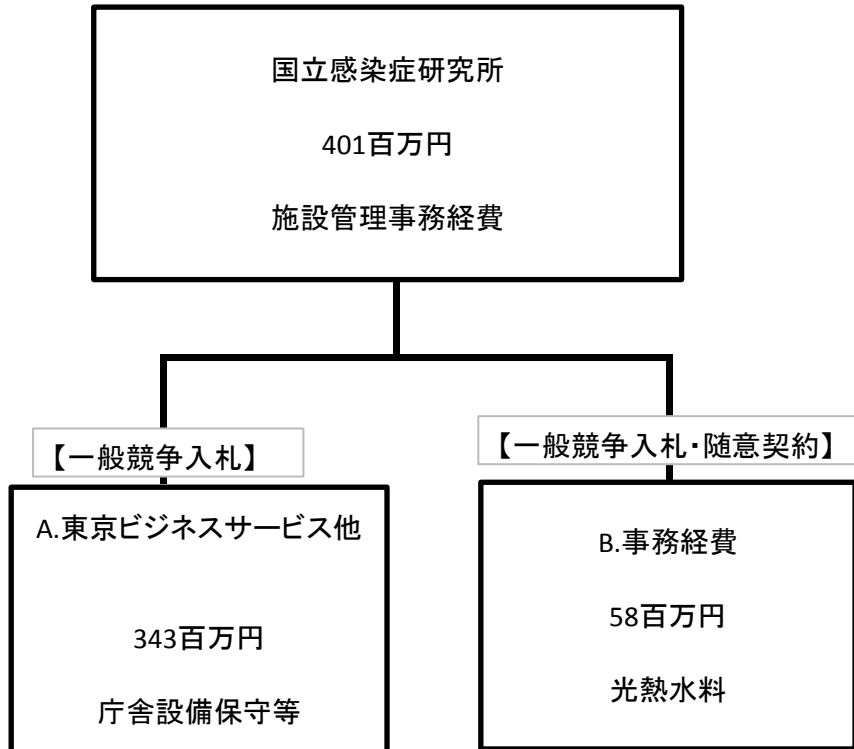 国立感染症研究所
401百万円
施設管理事務経費
【一般競争入札】
A.東京ビジネスサービス他
343百万円
庁舎設備保守等
【一般競争入札・随意契約】
B.事務経費
58百万円
光熱水料